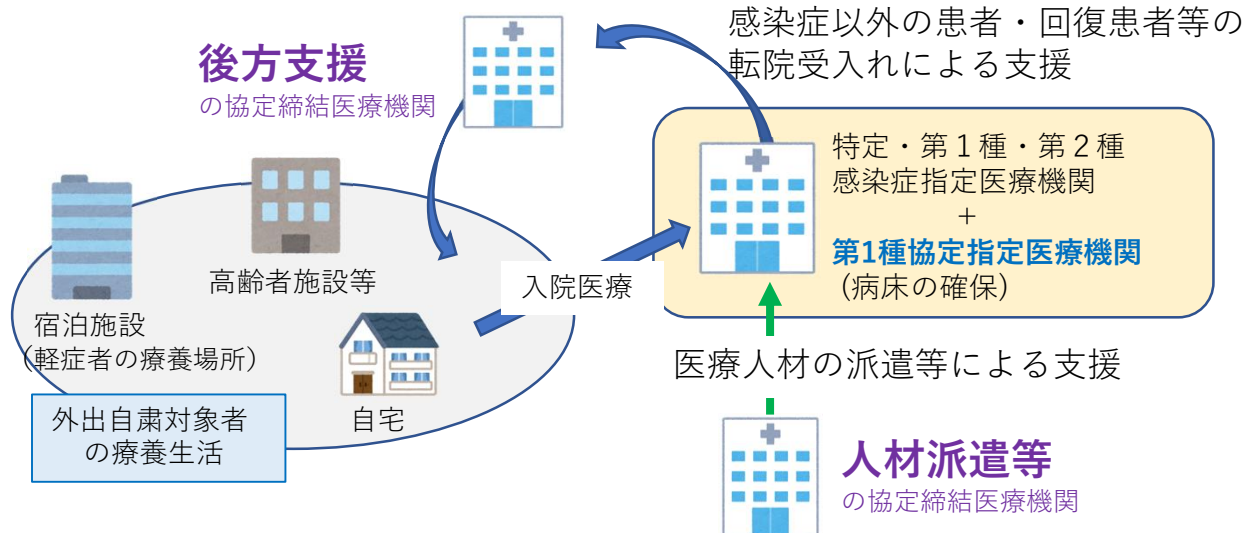 感染症以外の患者・回復患者等の
転院受入れによる支援
後方支援
の協定締結医療機関
特定・第１種・第２種
感染症指定医療機関
+
第1種協定指定医療機関
(病床の確保)
高齢者施設等
入院医療
宿泊施設
(軽症者の療養場所)
自宅
外出自粛対象者
の療養生活
医療人材の派遣等による支援
人材派遣等
の協定締結医療機関